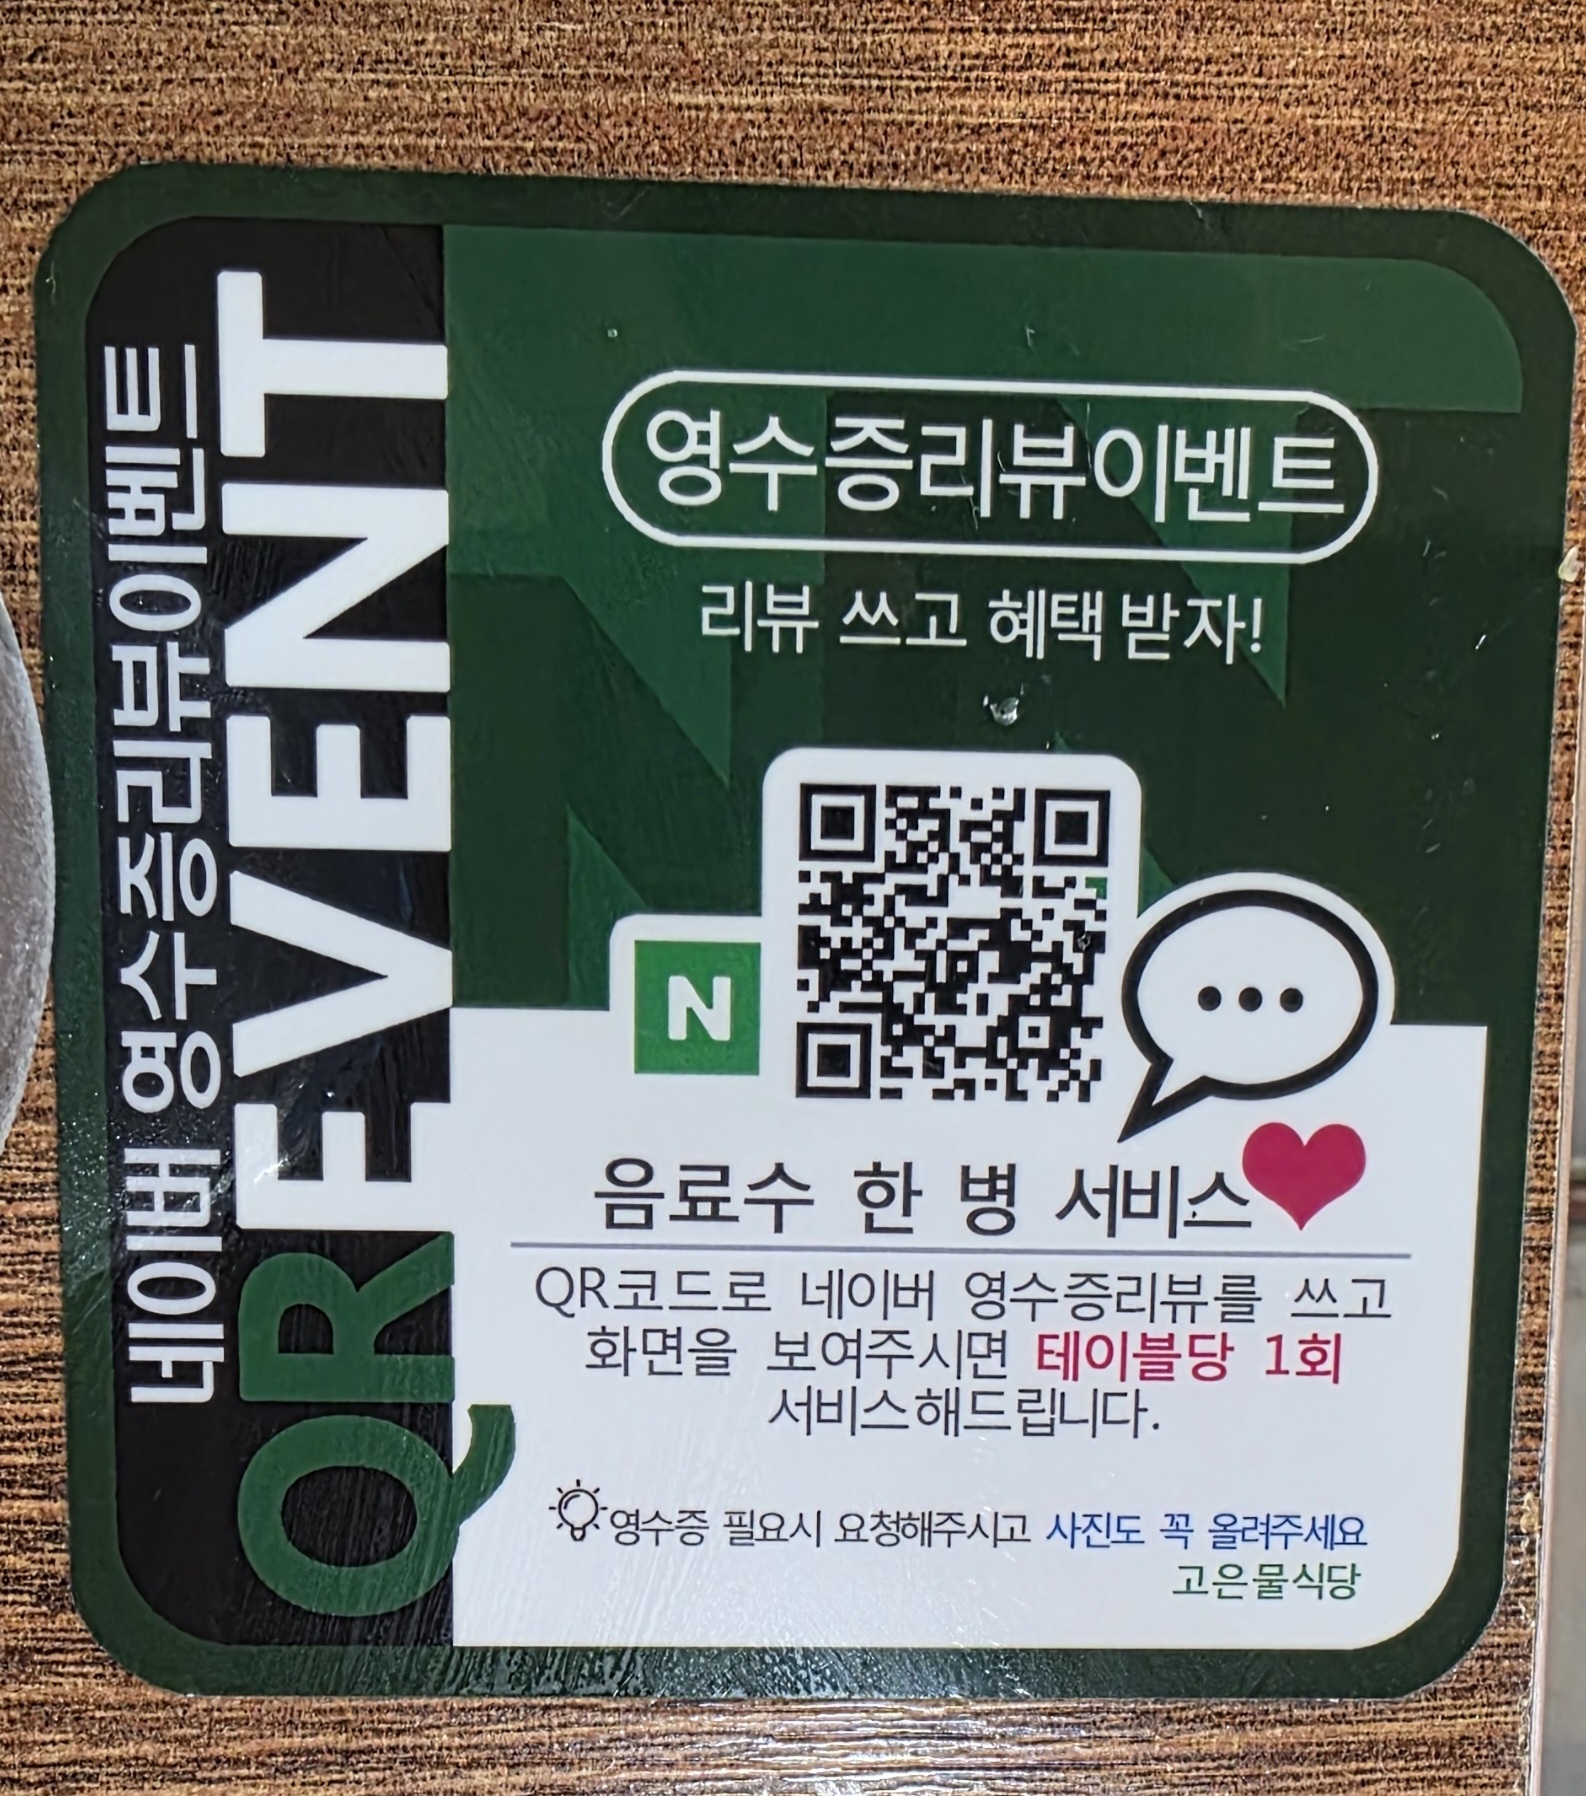 네이버 영수증리뷰이벤트
QR EVENT
영수증리뷰이벤트
리뷰 쓰고 혜택 받자!
N
음료수 한 병 서비스
QR코드로 네이버 영수증리뷰를 쓰고
화면을 보여주시면 테이블당 1회
서비스해드립니다.
영수증 필요시 요청해주시고 사진도 꼭 올려주세요
고은물식당